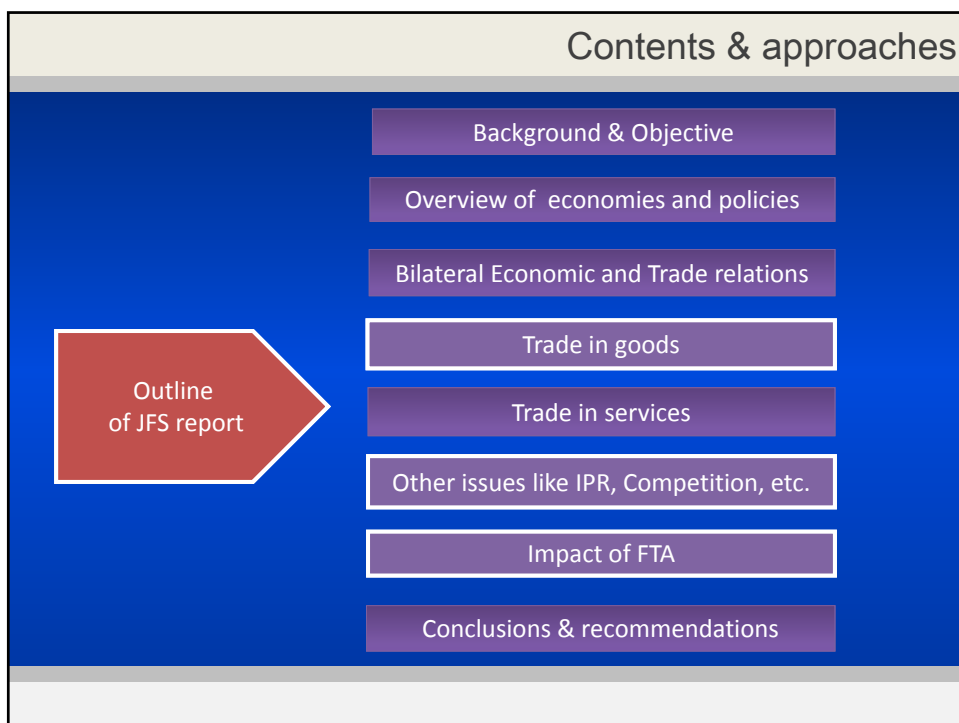 Contents & approaches
Background & Objective
Overview of economies and policies
Bilateral Economic and Trade relations
Trade in goods
Outline
of JFS report
Trade in services
Other issues like IPR, Competition, etc.
Impact of FTA
Conclusions & recommendations